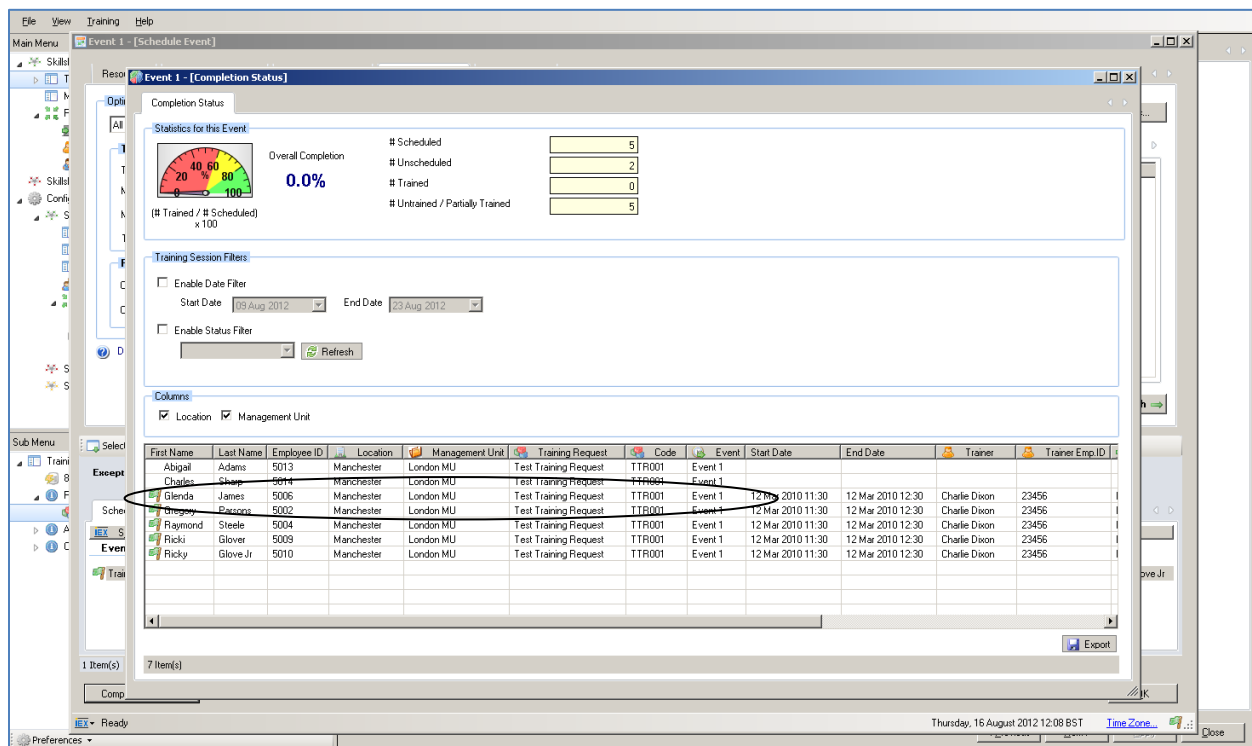 File View Training Help
Main Menu
Event 1 - [Schedule Event]
Event 1 - [Completion Status]
Completion Status
Statistics for this Event
20 40 60 80
0 % 100
(# Trained / # Scheduled)
x 100
Overall Completion
0.0%
# Scheduled 5
# Unscheduled 2
# Trained 0
# Untrained / Partially Trained 5
Training Session Filters
Enable Date Filter
Start Date 09 Aug 2012 End Date 23 Aug 2012
Enable Status Filter
Refresh
Columns
Location Management Unit
Sub Menu
First Name Last Name Employee ID Location Management Unit Training Request Code Event Start Date End Date Trainer Trainer Emp.ID
Abigail Adams 5013 Manchester London MU Test Training Request TTR001 Event 1
Charles Sharp 5014 Manchester London MU Test Training Request TTR001 Event 1
Glenda James 5006 Manchester London MU Test Training Request TTR001 Event 1 12 Mar 2010 11:30 12 Mar 2010 12:30 Charlie Dixon 23456
Gregory Parsons 5002 Manchester London MU Test Training Request TTR001 Event 1 12 Mar 2010 11:30 12 Mar 2010 12:30 Charlie Dixon 23456
Raymond Steele 5004 Manchester London MU Test Training Request TTR001 Event 1 12 Mar 2010 11:30 12 Mar 2010 12:30 Charlie Dixon 23456
Ricki Glover 5009 Manchester London MU Test Training Request TTR001 Event 1 12 Mar 2010 11:30 12 Mar 2010 12:30 Charlie Dixon 23456
Ricky Glove Jr 5010 Manchester London MU Test Training Request TTR001 Event 1 12 Mar 2010 11:30 12 Mar 2010 12:30 Charlie Dixon 23456
Export
1 Item(s)
7 Item(s)
IEX Ready Thursday, 16 August 2012 12:08 BST Time Zone...
Preferences Close